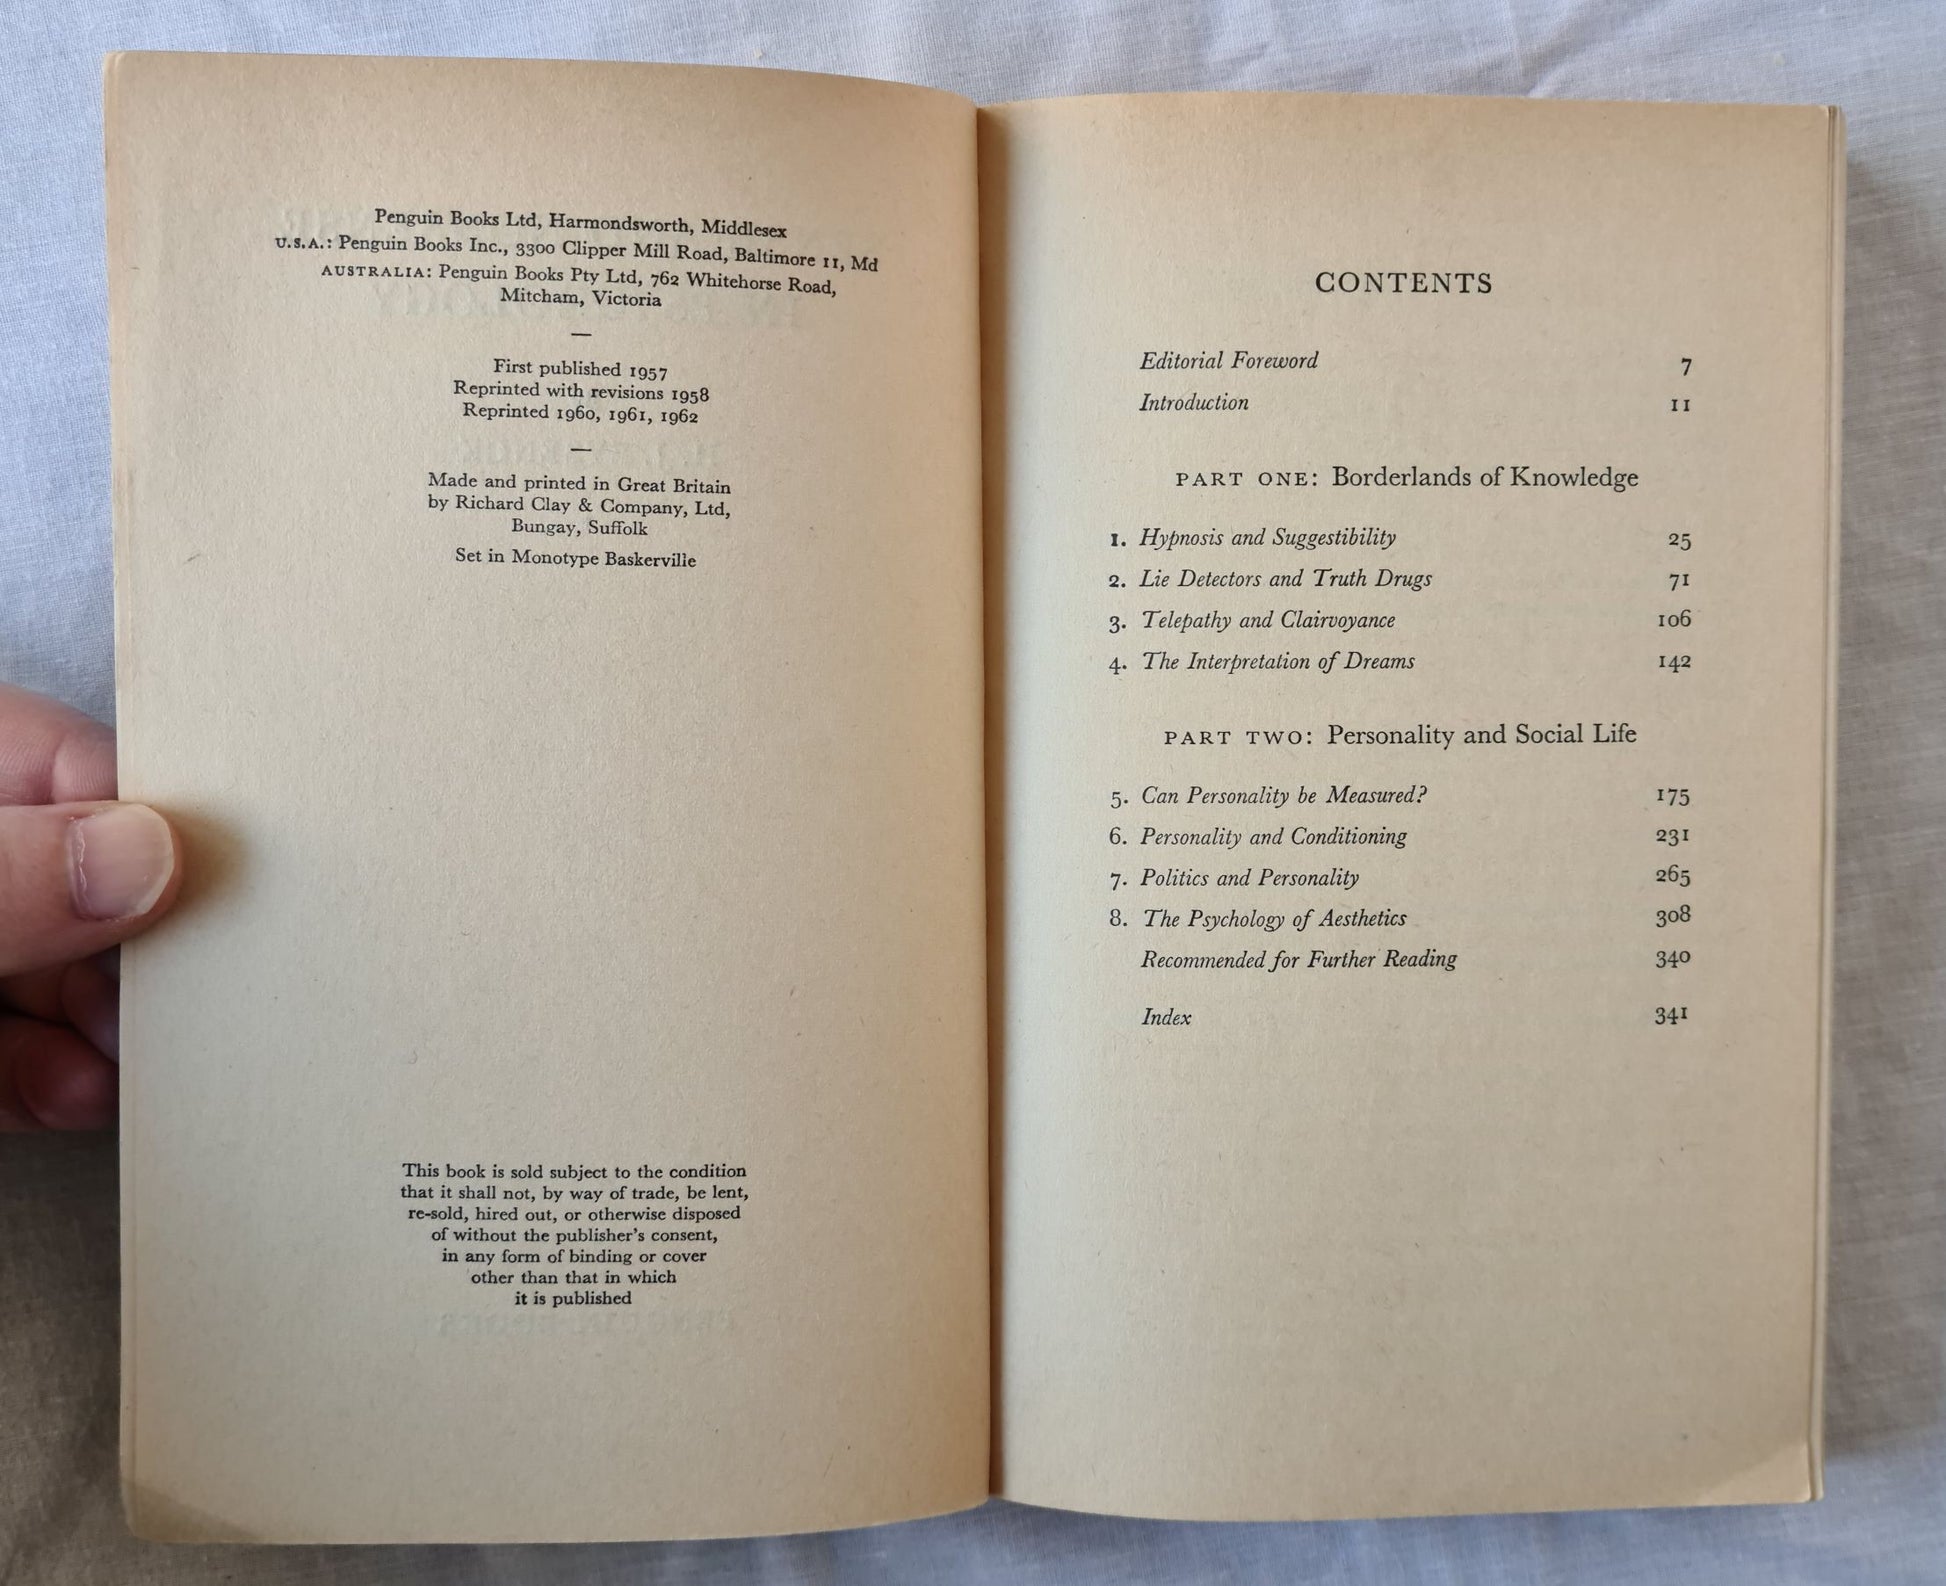 Penguin Books Ltd, Harmondsworth, Middlesex
U.S.A.: Penguin Books Inc., 3300 Clipper Mill Road, Baltimore 11, Md
AUSTRALIA: Penguin Books Pty Ltd, 762 Whitehorse Road,
Mitcham, Victoria
—
First published 1957
Reprinted with revisions 1958
Reprinted 1960, 1961, 1962
—
Made and printed in Great Britain
by Richard Clay & Company, Ltd,
Bungay, Suffolk
Set in Monotype Baskerville
This book is sold subject to the condition
that it shall not, by way of trade, be lent,
re-sold, hired out, or otherwise disposed
of without the publisher's consent,
in any form of binding or cover
other than that in which
it is published
CONTENTS
Editorial Foreword 7
Introduction 11
PART ONE: Borderlands of Knowledge
1. Hypnosis and Suggestibility 25
2. Lie Detectors and Truth Drugs 71
3. Telepathy and Clairvoyance 106
4. The Interpretation of Dreams 142
PART TWO: Personality and Social Life
5. Can Personality be Measured? 175
6. Personality and Conditioning 231
7. Politics and Personality 265
8. The Psychology of Aesthetics 308
Recommended for Further Reading 340
Index 341